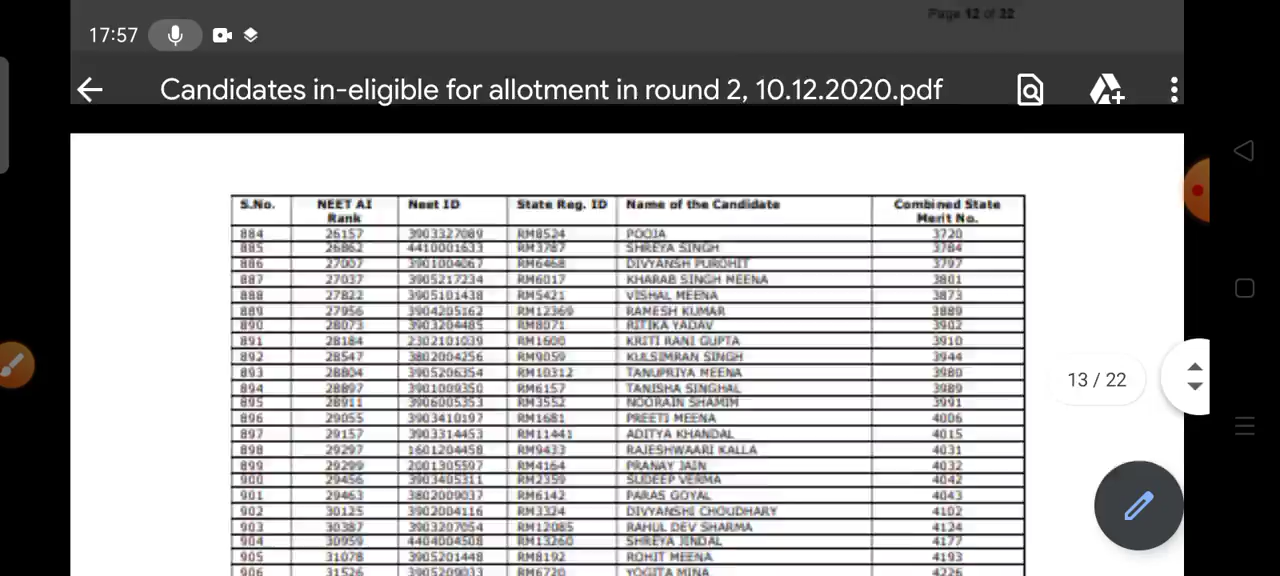 Page 12 of 22
17:57
Candidates in-eligible for allotment in round 2, 10.12.2020.pdf
S.No. NEET AI Rank Neet ID State Reg. ID Name of the Candidate Combined State Merit No.
884 26157 3903327089 RM8524 POOJA 3720
885 26862 4410001633 RM3787 SHREYA SINGH 3784
886 27007 3901004067 RM6468 DIVYANSH PUROHIT 3797
887 27037 3905217234 RM6017 KHARAB SINGH MEENA 3801
888 27822 3905101438 RM5421 VISHAL MEENA 3873
889 27956 3904205162 RM12369 RAMESH KUMAR 3889
890 28073 3903204485 RM8071 RITIKA YADAV 3902
891 28184 2302101039 RM1600 KRITI RANI GUPTA 3910
892 28547 3802004256 RM9059 KULSIMRAN SINGH 3944
893 28804 3905206354 RM10312 TANUPRIYA MEENA 3980
894 28897 3901009350 RM6157 TANISHA SINGHAL 3989
895 28911 3906005353 RM3552 NOORAIN SHAMIM 3991
896 29055 3903410197 RM1681 PREETI MEENA 4006
897 29157 3903314453 RM11441 ADITYA KHANDAL 4015
898 29297 1601204458 RM9433 RAJESHWAARI KALLA 4031
899 29299 2001305597 RM4164 PRANAY JAIN 4032
900 29456 3903405311 RM2359 SUDEEP VERMA 4042
901 29463 3802009037 RM6142 PARAS GOYAL 4043
902 30125 3902004116 RM3324 DIVYANSHI CHOUDHARY 4102
903 30387 3903207054 RM12085 RAHUL DEV SHARMA 4124
904 30959 4404004508 RM13260 SHREYA JINDAL 4177
905 31078 3905201448 RM8192 ROHIT MEENA 4193
906 31526 3905209033 RM6720 YOGITA MINA 4226
13 / 22